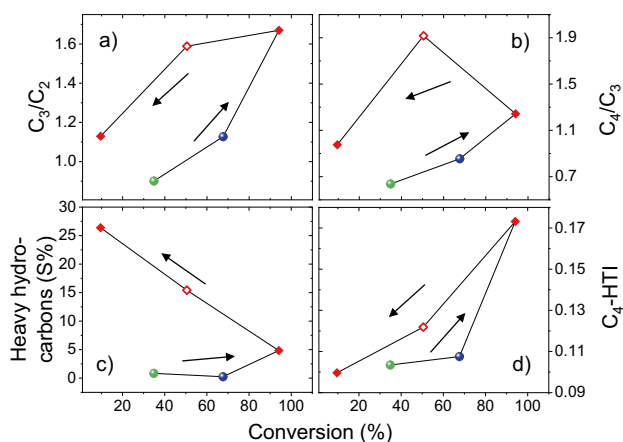 a)
b)
c)
d)
C₃/C₂
1.6
1.4
1.2
1.0
C₄/C₃
1.9
1.5
1.1
0.7
Heavy hydro-
carbons (S%)
30
25
20
15
10
5
0
C₄-HTI
0.17
0.15
0.13
0.11
0.09
20 40 60 80 100
20 40 60 80 100
Conversion (%)